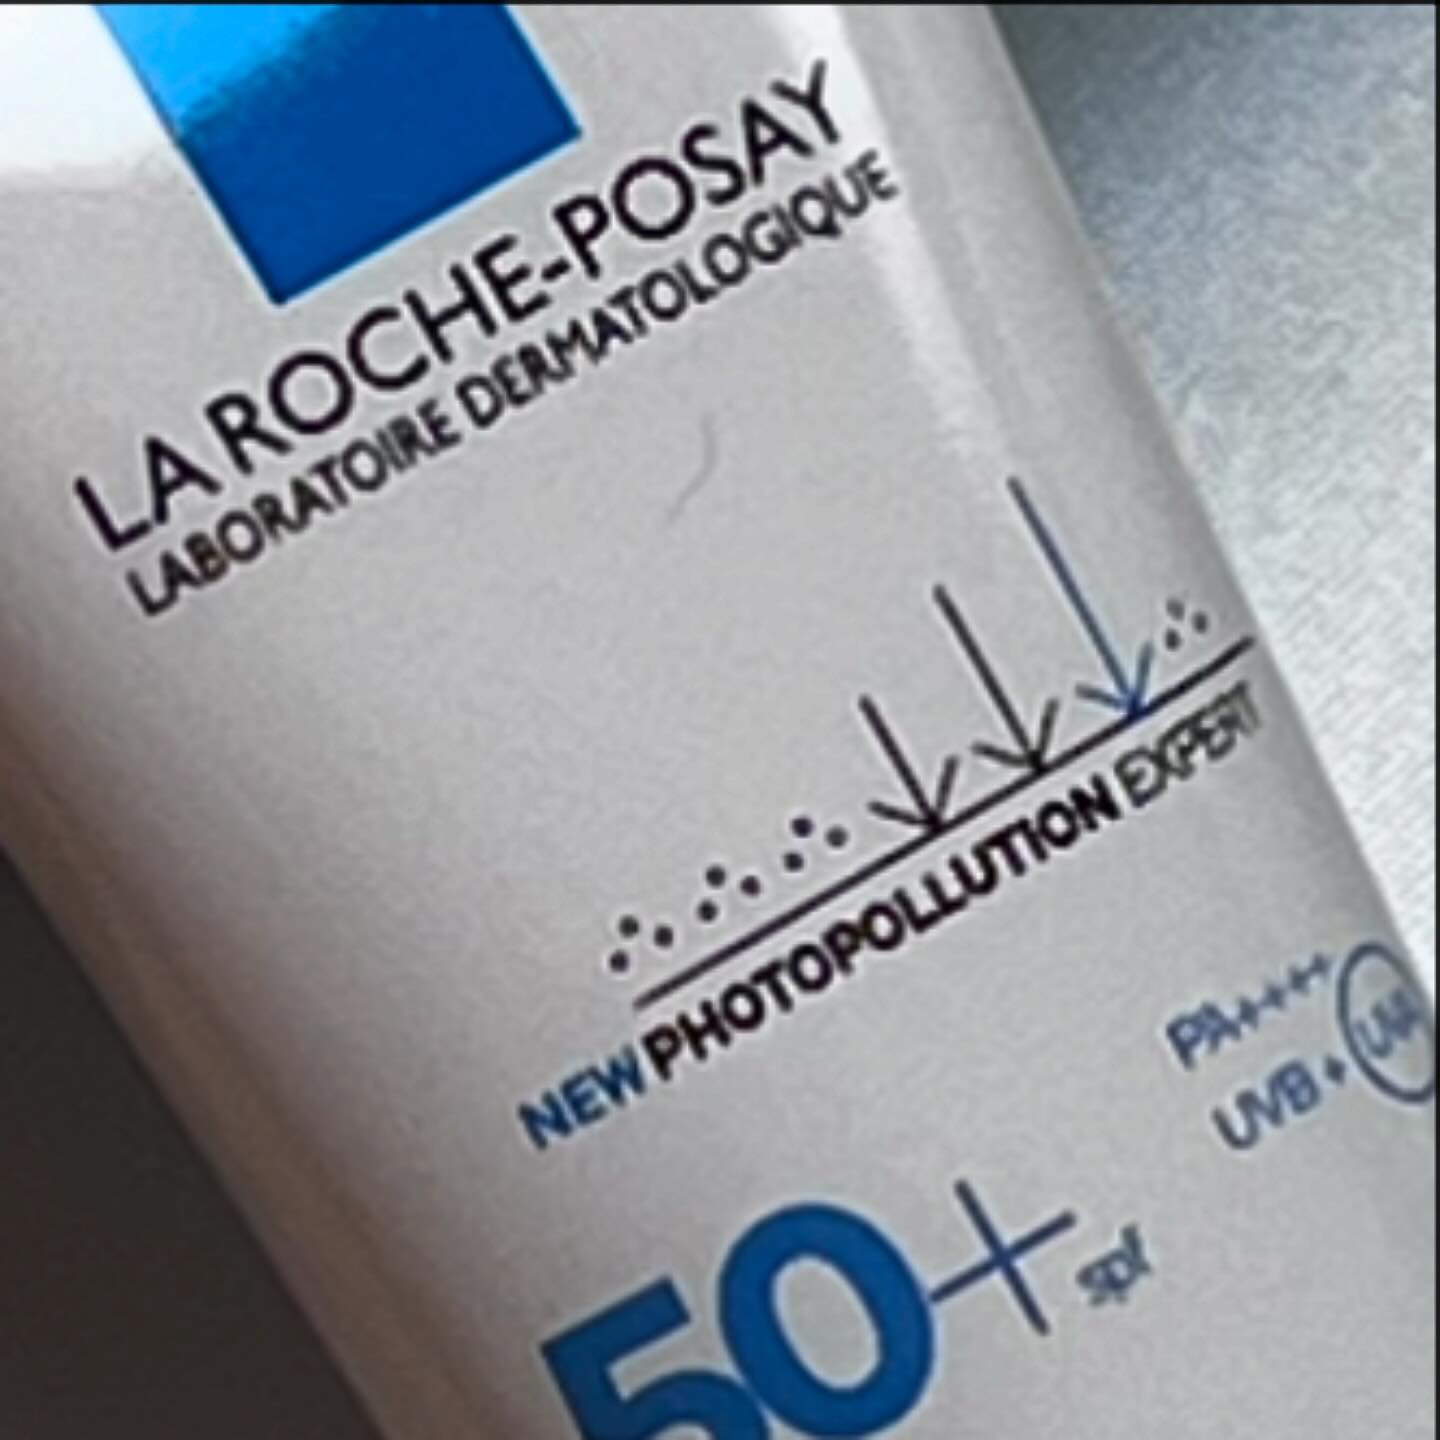 LA ROCHE-POSAY
LABORATOIRE DERMATOLOGIQUE
NEW PHOTOPOLLUTION EXPERT
PA++++
UVB + UVA
50+ spf